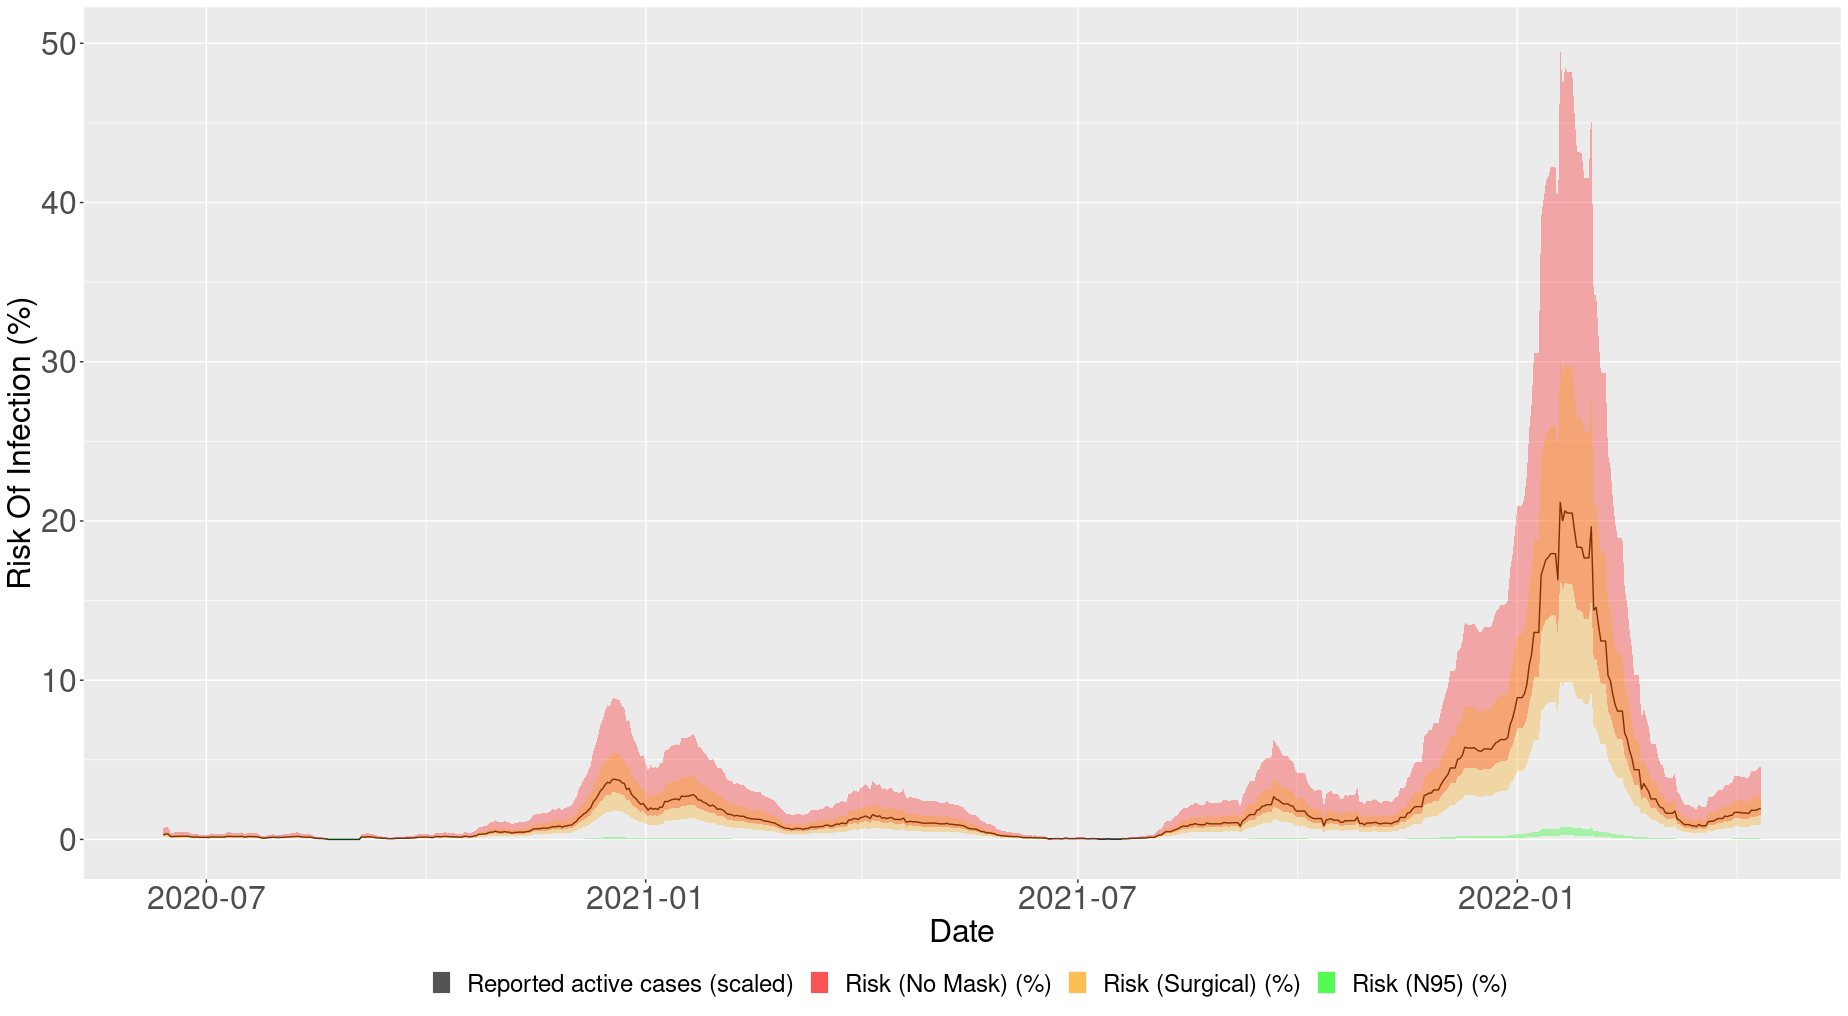 Risk Of Infection (%)
50
40
30
20
10
0
2020-07 2021-01 2021-07 2022-01
Date
Reported active cases (scaled) Risk (No Mask) (%) Risk (Surgical) (%) Risk (N95) (%)